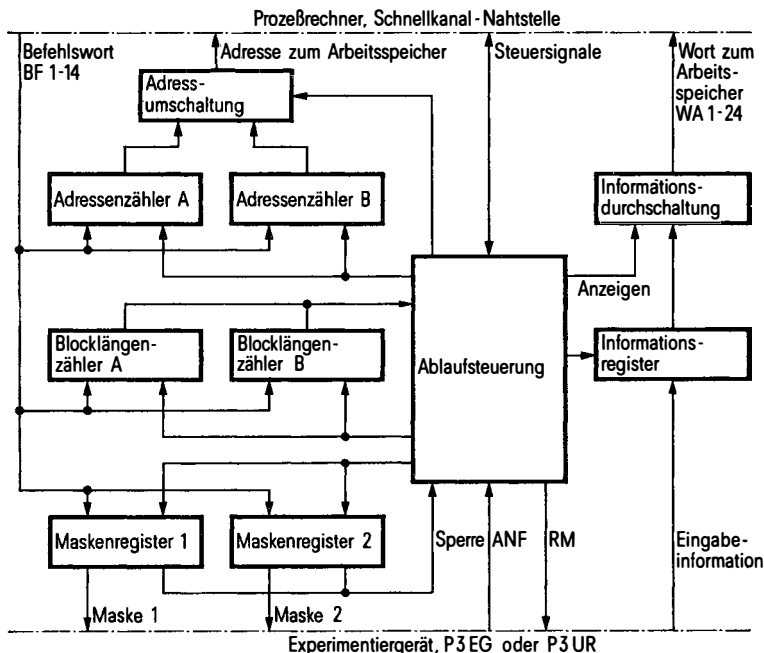 Prozeßrechner, Schnellkanal-Nahtstelle
Befehlswort
BF 1-14
Adresse zum Arbeitsspeicher
Steuersignale
Wort zum
Arbeits-
speicher
WA 1-24
Adress-
umschaltung
Adressenzähler A
Adressenzähler B
Informations-
durchschaltung
Anzeigen
Blocklängen-
zähler A
Blocklängen-
zähler B
Ablaufsteuerung
Informations-
register
Maskenregister 1
Maskenregister 2
Sperre
ANF
RM
Eingabe-
information
Maske 1
Maske 2
Experimentiergerät, P3EG oder P3UR